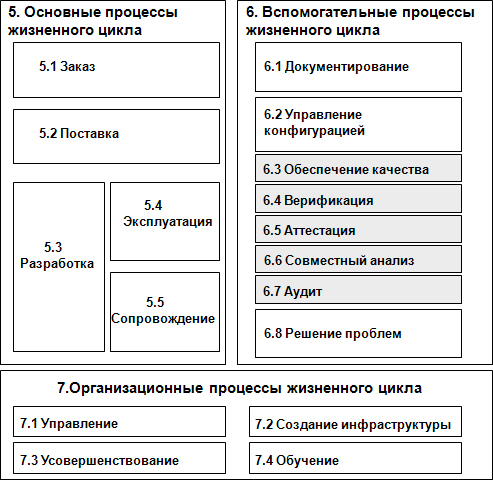 5. Основные процессы
жизненного цикла
5.1 Заказ
5.2 Поставка
5.3
Разработка
5.4
Эксплуатация
5.5
Сопровождение
6. Вспомогательные процессы
жизненного цикла
6.1 Документирование
6.2 Управление
конфигурацией
6.3 Обеспечение качества
6.4 Верификация
6.5 Аттестация
6.6 Совместный анализ
6.7 Аудит
6.8 Решение проблем
7.Организационные процессы жизненного цикла
7.1 Управление
7.2 Создание инфраструктуры
7.3 Усовершенствование
7.4 Обучение